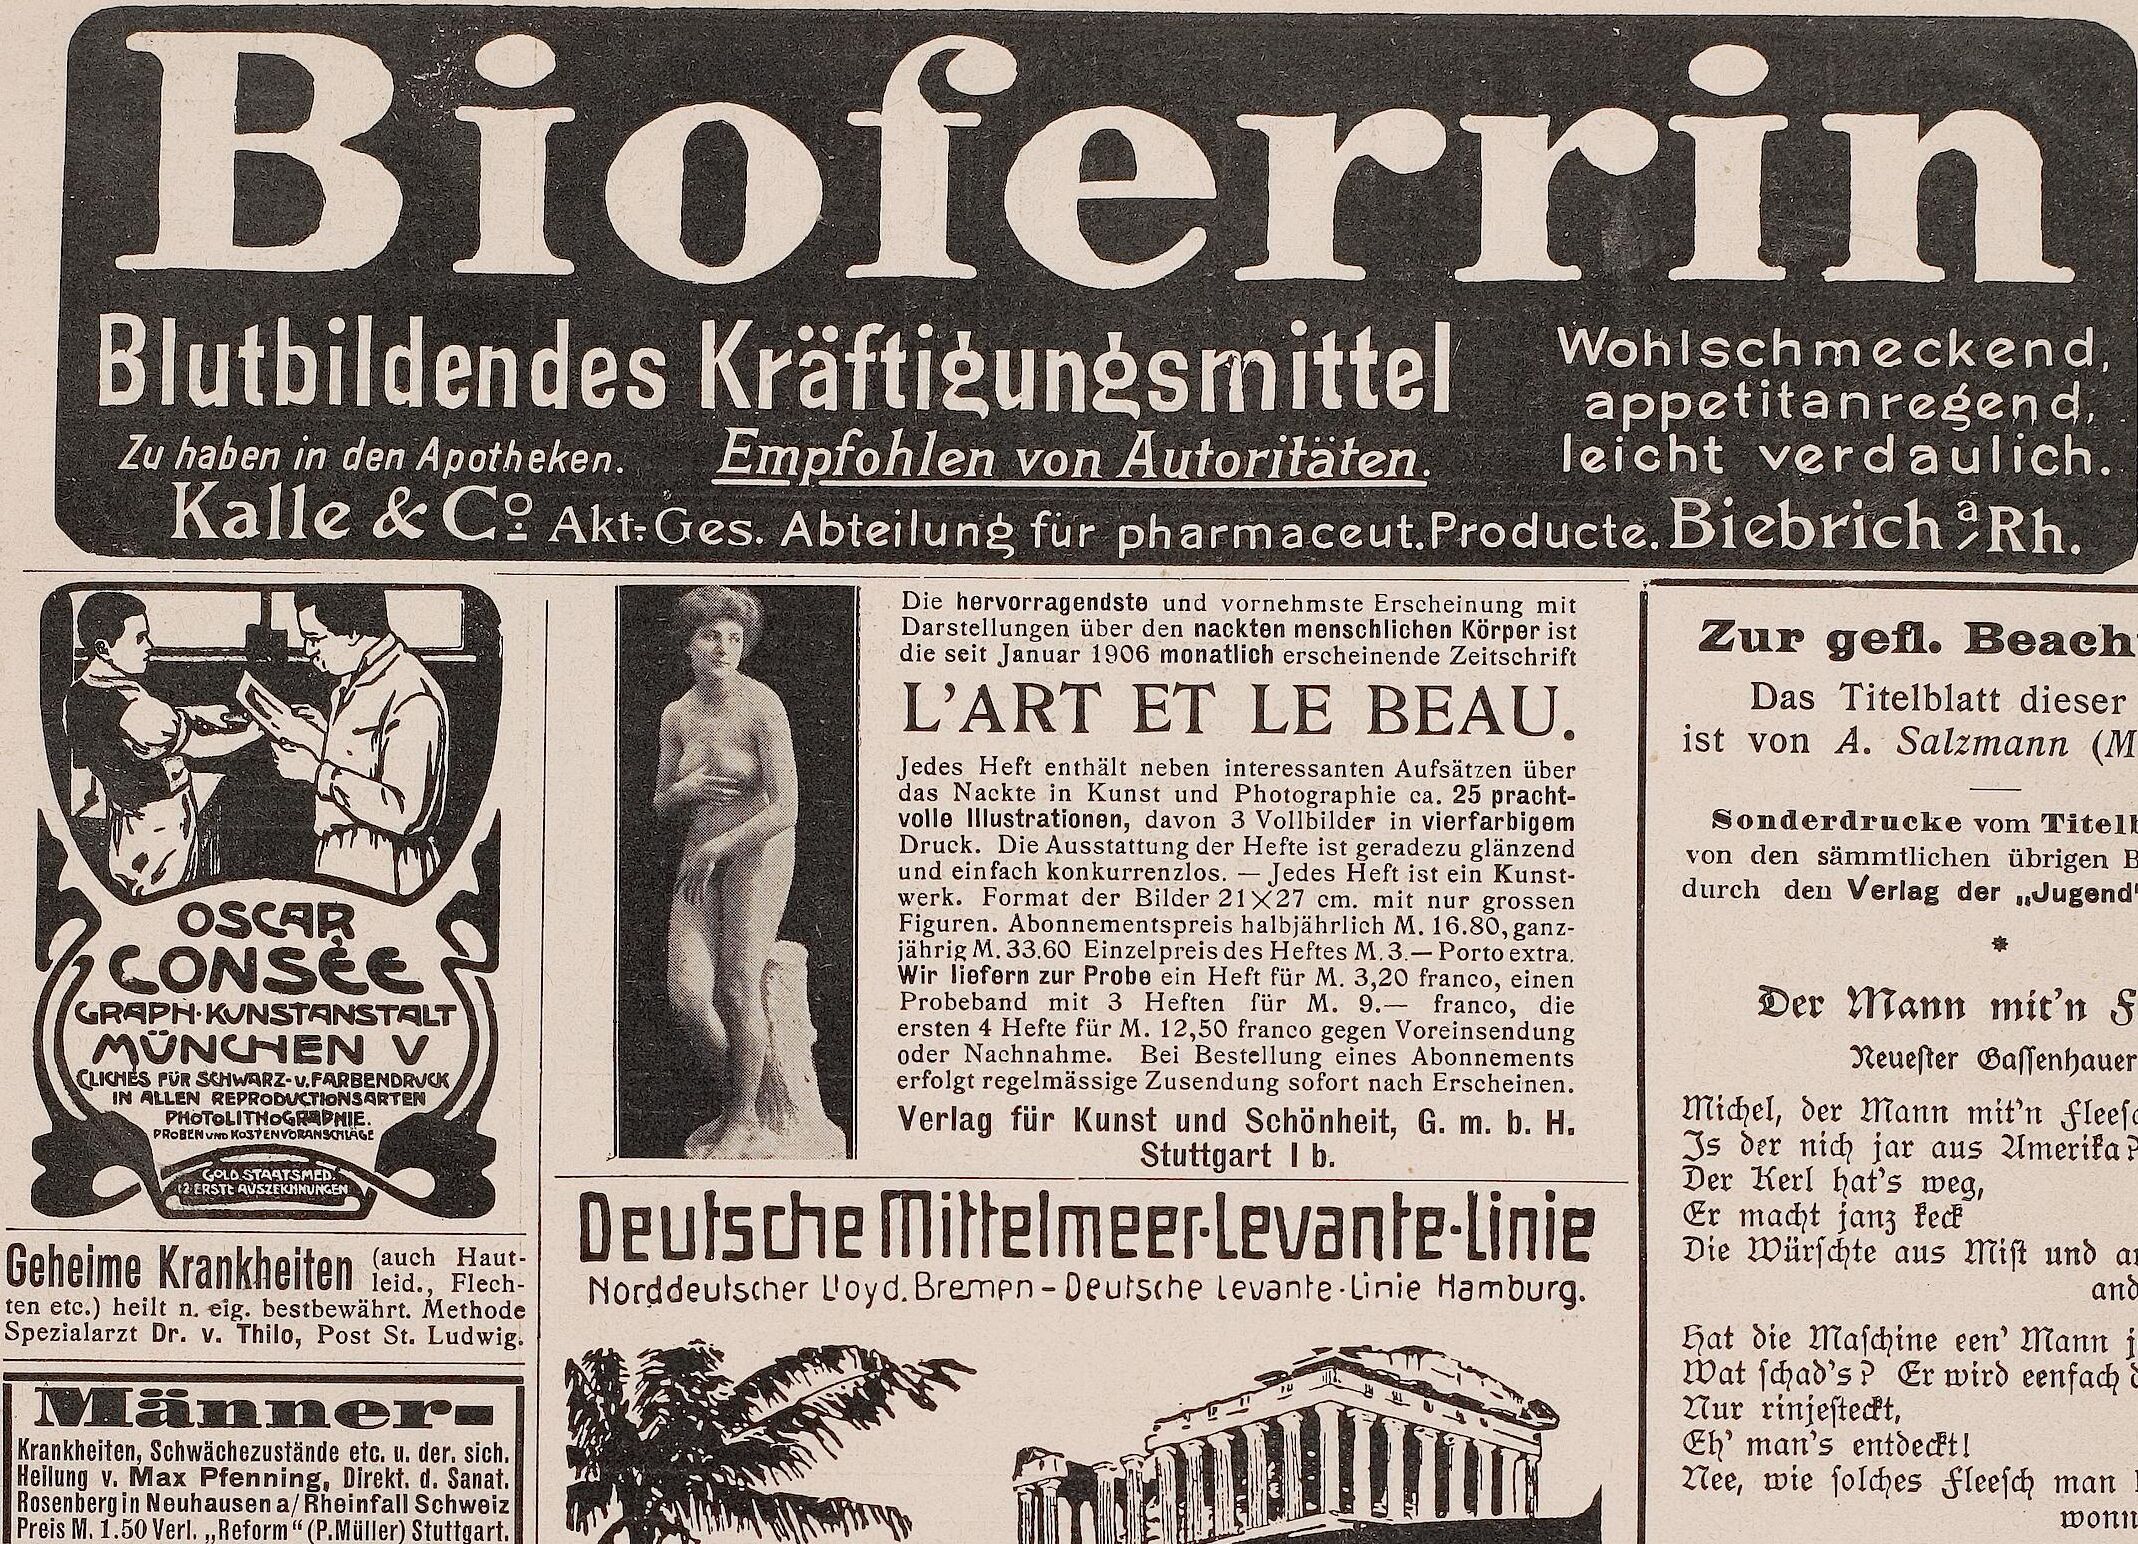 Bioferrin
Blutbildendes Kräftigungsmittel
Wohlschmeckend,
appetitanregend,
leicht verdaulich.
Zu haben in den Apotheken.
Empfohlen von Autoritäten.
Kalle & Co. Akt.-Ges. Abteilung für pharmaceut. Producte. Biebrich a/Rh.
OSCAR
CONSÉE
GRAPH·KUNSTANSTALT
MÜNCHEN V
CLICHÉS FÜR SCHWARZ-U.FARBENDRUCK
IN ALLEN REPRODUCTIONSARTEN
PHOTOLITHOGRAPHIE.
PROBEN UND KOSTENVORANSCHLÄGE
GOLD. STAATSMED.
12 ERSTE AUSZEICHNUNGEN
Geheime Krankheiten (auch Haut-
leid., Flech-
ten etc.) heilt n. eig. bestbewährt. Methode
Spezialarzt Dr. v. Thilo, Post St. Ludwig.
Männer-
Krankheiten, Schwächezustände etc. u. der. sich.
Heilung v. Max Pfenning, Direkt. d. Sanat.
Rosenberg in Neuhausen a/Rheinfall Schweiz
Preis M. 1.50 Verl. „Reform“ (P.Müller) Stuttgart.
Die hervorragendste und vornehmste Erscheinung mit
Darstellungen über den nackten menschlichen Körper ist
die seit Januar 1906 monatlich erscheinende Zeitschrift
L'ART ET LE BEAU.
Jedes Heft enthält neben interessanten Aufsätzen über
das Nackte in Kunst und Photographie ca. 25 pracht-
volle Illustrationen, davon 3 Vollbilder in vierfarbigem
Druck. Die Ausstattung der Hefte ist geradezu glänzend
und einfach konkurrenzlos. — Jedes Heft ist ein Kunst-
werk. Format der Bilder 21×27 cm. mit nur grossen
Figuren. Abonnementspreis halbjährlich M. 16.80, ganz-
jährig M. 33.60 Einzelpreis des Heftes M. 3.— Porto extra.
Wir liefern zur Probe ein Heft für M. 3,20 franco, einen
Probeband mit 3 Heften für M. 9.— franco, die
ersten 4 Hefte für M. 12,50 franco gegen Voreinsendung
oder Nachnahme. Bei Bestellung eines Abonnements
erfolgt regelmässige Zusendung sofort nach Erscheinen.
Verlag für Kunst und Schönheit, G. m. b. H.
Stuttgart I b.
Deutsche Mittelmeer-Levante-Linie
Norddeutscher Lloyd. Bremen – Deutsche Levante-Linie Hamburg.
Zur gefl. Beach
Das Titelblatt dieser
ist von A. Salzmann (M
Sonderdrucke vom Titelb
von den sämmtlichen übrigen B
durch den Verlag der „Jugend“
*
Der Mann mit'n F
Neuester Gassenhauer
Michel, der Mann mit'n Fleesc
Is der nich jar aus Amerika?
Der Kerl hat's weg,
Er macht janz keck
Die Würschte aus Mist und a
and
Hat die Maschine een' Mann j
Wat schad's? Er wird eenfach d
Nur rinjesteckt,
Eh' man's entdeckt!
Nee, wie solches Fleesch man
wonn